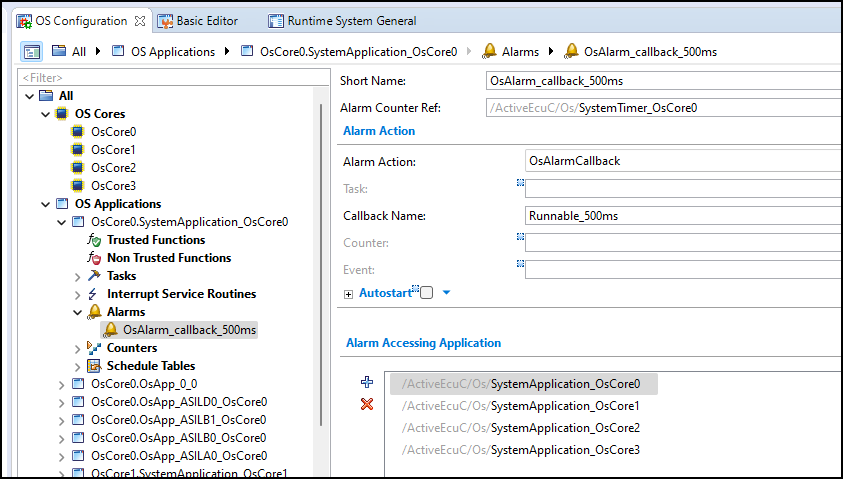 OS Configuration
Basic Editor
Runtime System General
All
OS Applications
OsCore0.SystemApplication_OsCore0
Alarms
OsAlarm_callback_500ms
<Filter>
All
OS Cores
OsCore0
OsCore1
OsCore2
OsCore3
OS Applications
OsCore0.SystemApplication_OsCore0
Trusted Functions
Non Trusted Functions
Tasks
Interrupt Service Routines
Alarms
OsAlarm_callback_500ms
Counters
Schedule Tables
OsCore0.OsApp_0_0
OsCore0.OsApp_ASILD0_OsCore0
OsCore0.OsApp_ASILB1_OsCore0
OsCore0.OsApp_ASILB0_OsCore0
OsCore0.OsApp_ASILA0_OsCore0
OsCore1.SystemApplication_OsCore1
Short Name:
OsAlarm_callback_500ms
Alarm Counter Ref:
/ActiveEcuC/Os/SystemTimer_OsCore0
Alarm Action
Alarm Action:
OsAlarmCallback
Task:
Callback Name:
Runnable_500ms
Counter:
Event:
Autostart
Alarm Accessing Application
/ActiveEcuC/Os/SystemApplication_OsCore0
/ActiveEcuC/Os/SystemApplication_OsCore1
/ActiveEcuC/Os/SystemApplication_OsCore2
/ActiveEcuC/Os/SystemApplication_OsCore3